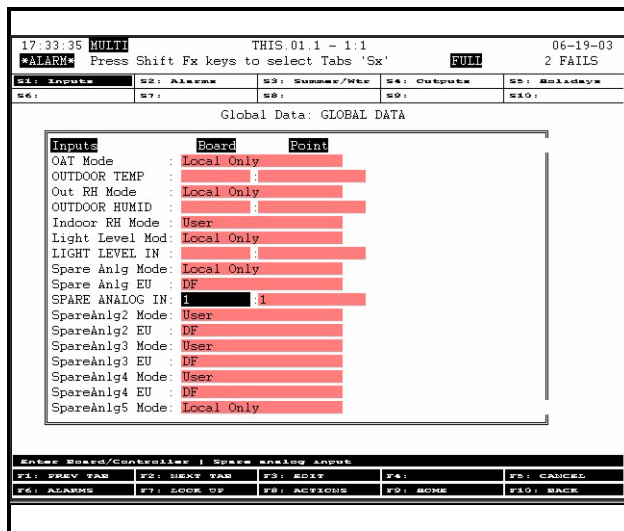 17:33:35 MULTI THIS.01.1 - 1:1 06-19-03
*ALARM* Press Shift Fx keys to select Tabs 'Sx' FULL 2 FAILS
S1: Inputs S2: Alarms S3: Summer/Wtr S4: Outputs S5: Holidays
S6: S7: S8: S9: S10:
Global Data: GLOBAL DATA
Inputs Board Point
OAT Mode : Local Only
OUTDOOR TEMP : :
Out RH Mode : Local Only
OUTDOOR HUMID : :
Indoor RH Mode : User
Light Level Mod: Local Only
LIGHT LEVEL IN : :
Spare Anlg Mode: Local Only
Spare Anlg EU : DF
SPARE ANALOG IN: 1 :1
SpareAnlg2 Mode: User
SpareAnlg2 EU : DF
SpareAnlg3 Mode: User
SpareAnlg3 EU : DF
SpareAnlg4 Mode: User
SpareAnlg4 EU : DF
SpareAnlg5 Mode: Local Only
Enter Board/Controller | Spare analog input
F1: PREV TAB F2: NEXT TAB F3: EDIT F4: F5: CANCEL
F6: ALARMS F7: LOOK UP F8: ACTIONS F9: HOME F10: BACK